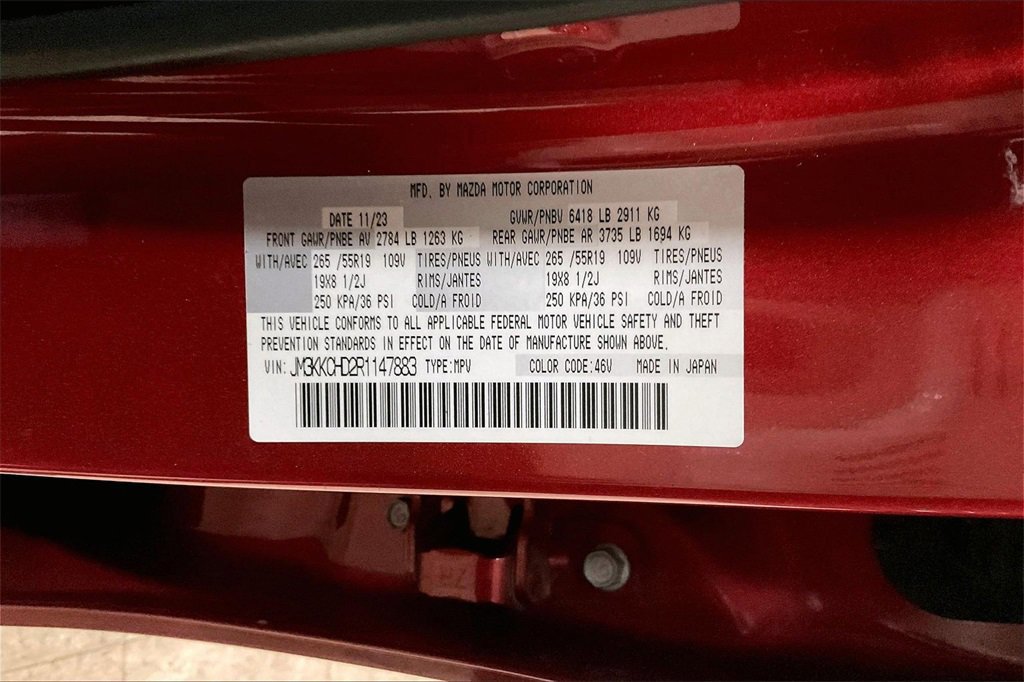 MFD. BY MAZDA MOTOR CORPORATION
DATE 11/23 GVWR/PNBV 6418 LB 2911 KG
FRONT GAWR/PNBE AV 2784 LB 1263 KG REAR GAWR/PNBE AR 3735 LB 1694 KG
WITH/AVEC 265 /55R19 109V TIRES/PNEUS WITH/AVEC 265 /55R19 109V TIRES/PNEUS
19X8 1/2J RIMS/JANTES 19X8 1/2J RIMS/JANTES
250 KPA/36 PSI COLD/A FROID 250 KPA/36 PSI COLD/A FROID
THIS VEHICLE CONFORMS TO ALL APPLICABLE FEDERAL MOTOR VEHICLE SAFETY AND THEFT
PREVENTION STANDARDS IN EFFECT ON THE DATE OF MANUFACTURE SHOWN ABOVE.
VIN: JM3KKCHD2R1147883 TYPE:MPV COLOR CODE:46V MADE IN JAPAN